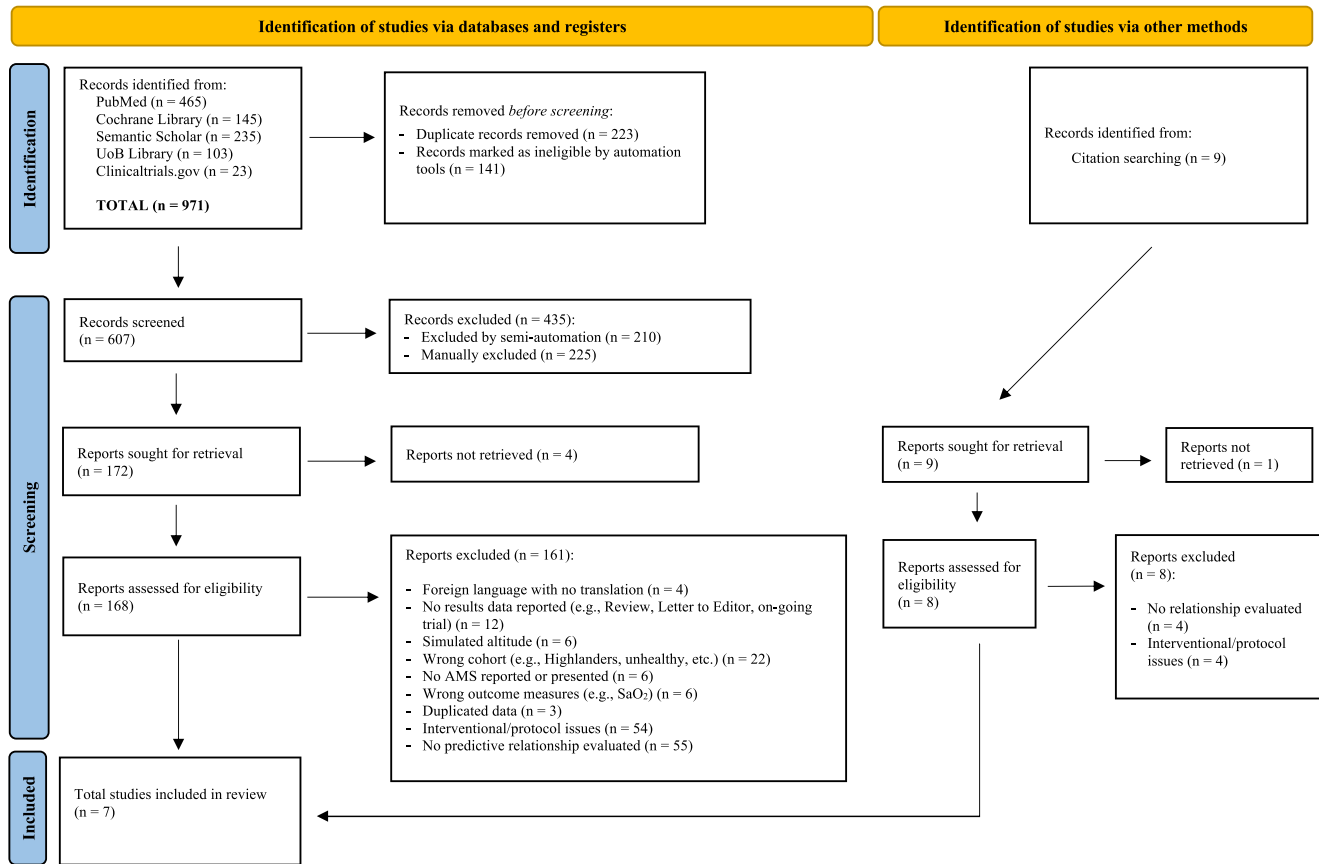 Identification of studies via databases and registers
Identification of studies via other methods
Identification
Records identified from:
PubMed (n = 465)
Cochrane Library (n = 145)
Semantic Scholar (n = 235)
UoB Library (n = 103)
Clinicaltrials.gov (n = 23)
TOTAL (n = 971)
Records removed before screening:
- Duplicate records removed (n = 223)
- Records marked as ineligible by automation
tools (n = 141)
Records identified from:
Citation searching (n = 9)
Screening
Records screened
(n = 607)
Records excluded (n = 435):
- Excluded by semi-automation (n = 210)
- Manually excluded (n = 225)
Reports sought for retrieval
(n = 172)
Reports not retrieved (n = 4)
Reports sought for retrieval
(n = 9)
Reports not
retrieved (n = 1)
Reports assessed for eligibility
(n = 168)
Reports excluded (n = 161):
- Foreign language with no translation (n = 4)
- No results data reported (e.g., Review, Letter to Editor, on-going
trial) (n = 12)
- Simulated altitude (n = 6)
- Wrong cohort (e.g., Highlanders, unhealthy, etc.) (n = 22)
- No AMS reported or presented (n = 6)
- Wrong outcome measures (e.g., SaO₂) (n = 6)
- Duplicated data (n = 3)
- Interventional/protocol issues (n = 54)
- No predictive relationship evaluated (n = 55)
Reports assessed for
eligibility
(n = 8)
Reports excluded
(n = 8):
- No relationship evaluated
(n = 4)
- Interventional/protocol
issues (n = 4)
Included
Total studies included in review
(n = 7)